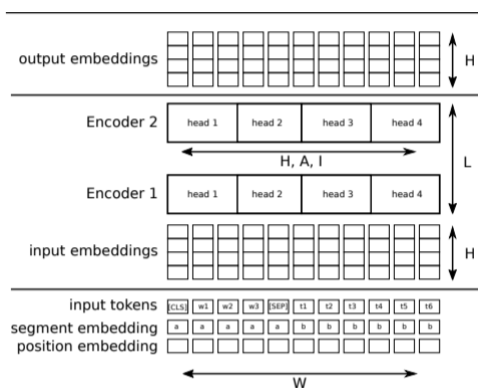 output embeddings H
Encoder 2 head 1 head 2 head 3 head 4
H, A, I
L
Encoder 1 head 1 head 2 head 3 head 4
input embeddings H
input tokens [CLS] w1 w2 w3 [SEP] t1 t2 t3 t4 t5 t6
segment embedding a a a a a b b b b b b
position embedding
W